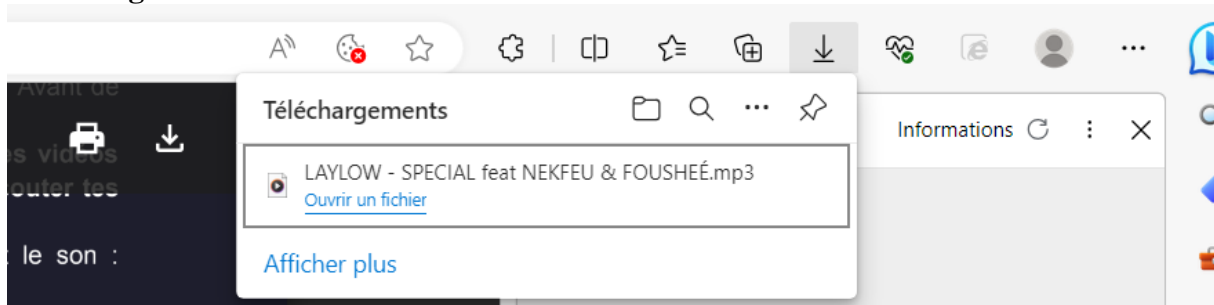 Avant de
es vidéos
outer tes
le son :
Téléchargements
LAYLOW - SPECIAL feat NEKFEU & FOUSHEÉ.mp3
Ouvrir un fichier
Afficher plus
Informations